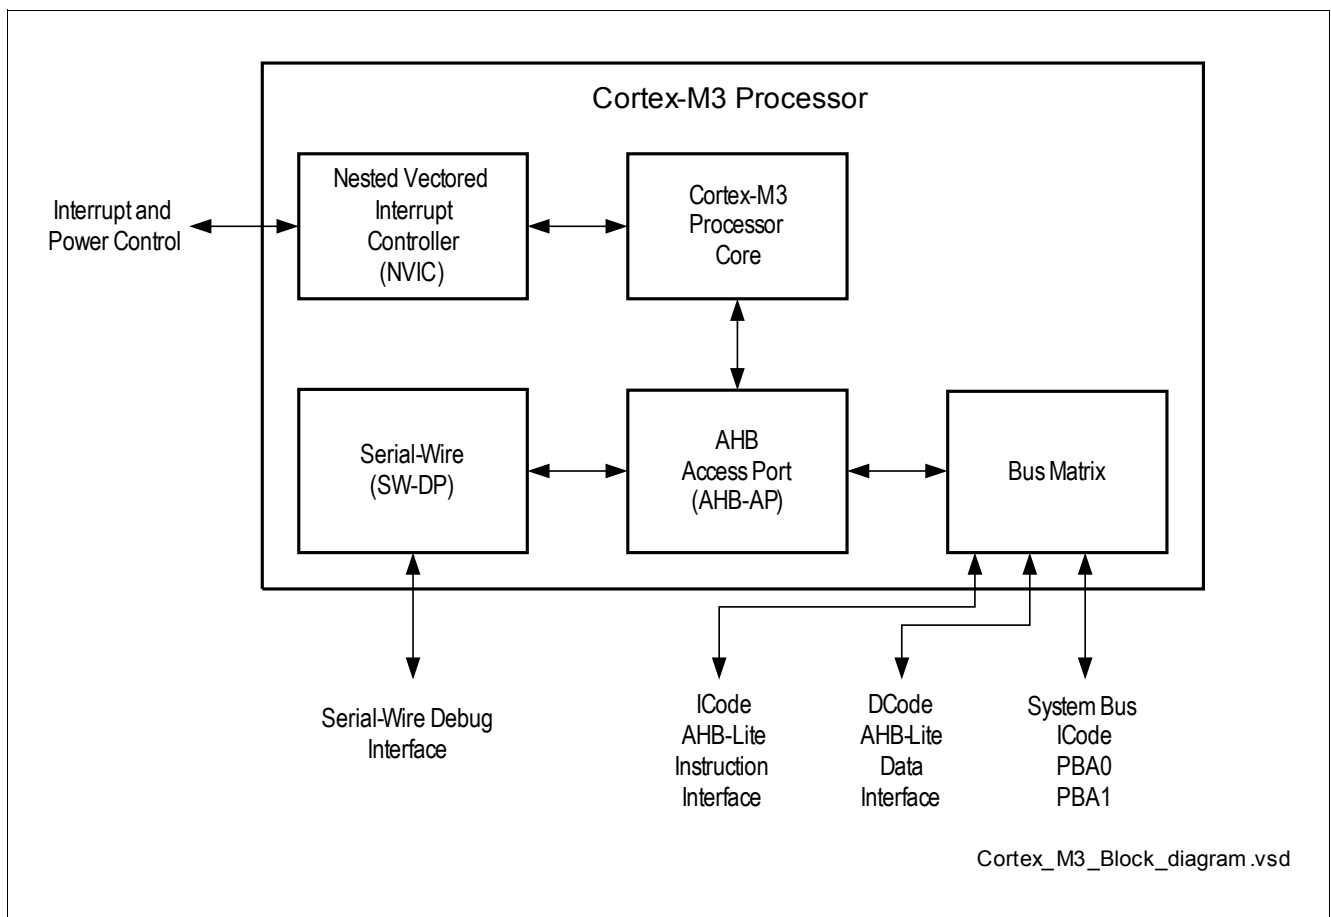 Cortex-M3 Processor
Nested Vectored
Interrupt
Controller
(NVIC)
Cortex-M3
Processor
Core
Interrupt and
Power Control
Serial-Wire
(SW-DP)
AHB
Access Port
(AHB-AP)
Bus Matrix
Serial-Wire Debug
Interface
ICode
AHB-Lite
Instruction
Interface
DCode
AHB-Lite
Data
Interface
System Bus
ICode
PBA0
PBA1
Cortex_M3_Block_diagram.vsd